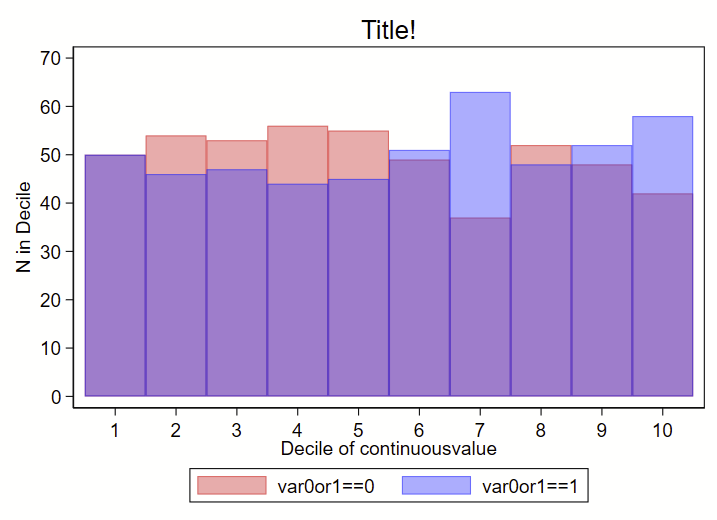 Title!
N in Decile
70
60
50
40
30
20
10
0
1 2 3 4 5 6 7 8 9 10
Decile of continuousvalue
var0or1==0 var0or1==1